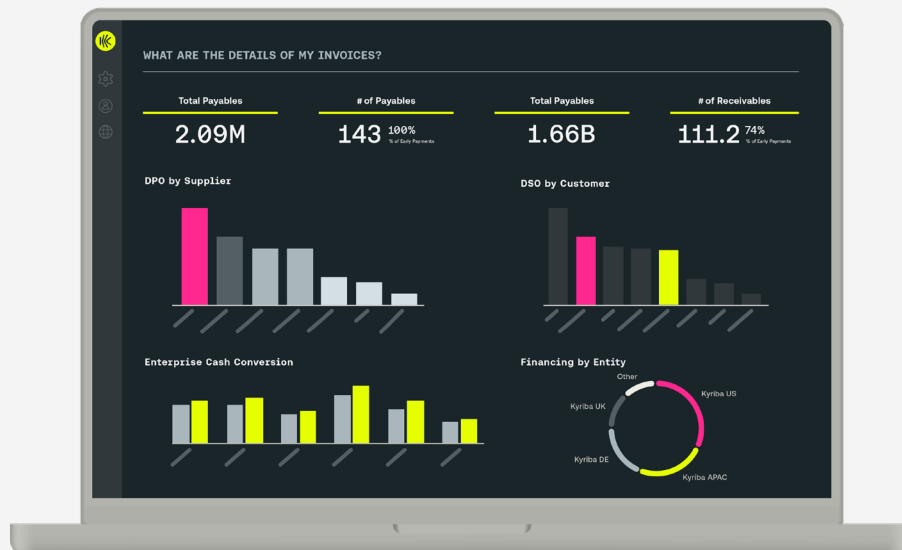 WHAT ARE THE DETAILS OF MY INVOICES?
Total Payables
# of Payables
Total Payables
# of Receivables
2.09M
143 100%
% of Early Payments
1.66B
111.2 74%
% of Early Payments
DPO by Supplier
DSO by Customer
Enterprise Cash Conversion
Financing by Entity
Other
Kyriba US
Kyriba UK
Kyriba DE
Kyriba APAC